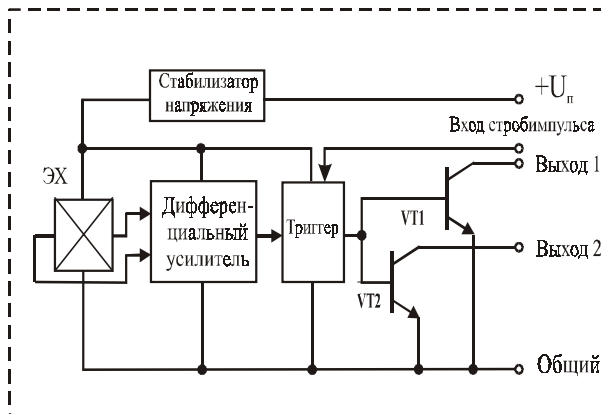 Стабилизатор
напряжения
+Uп
Вход стробимпульса
ЭХ
Выход 1
Дифферен-
циальный
усилитель
Триггер
VT1
Выход 2
VT2
Общий